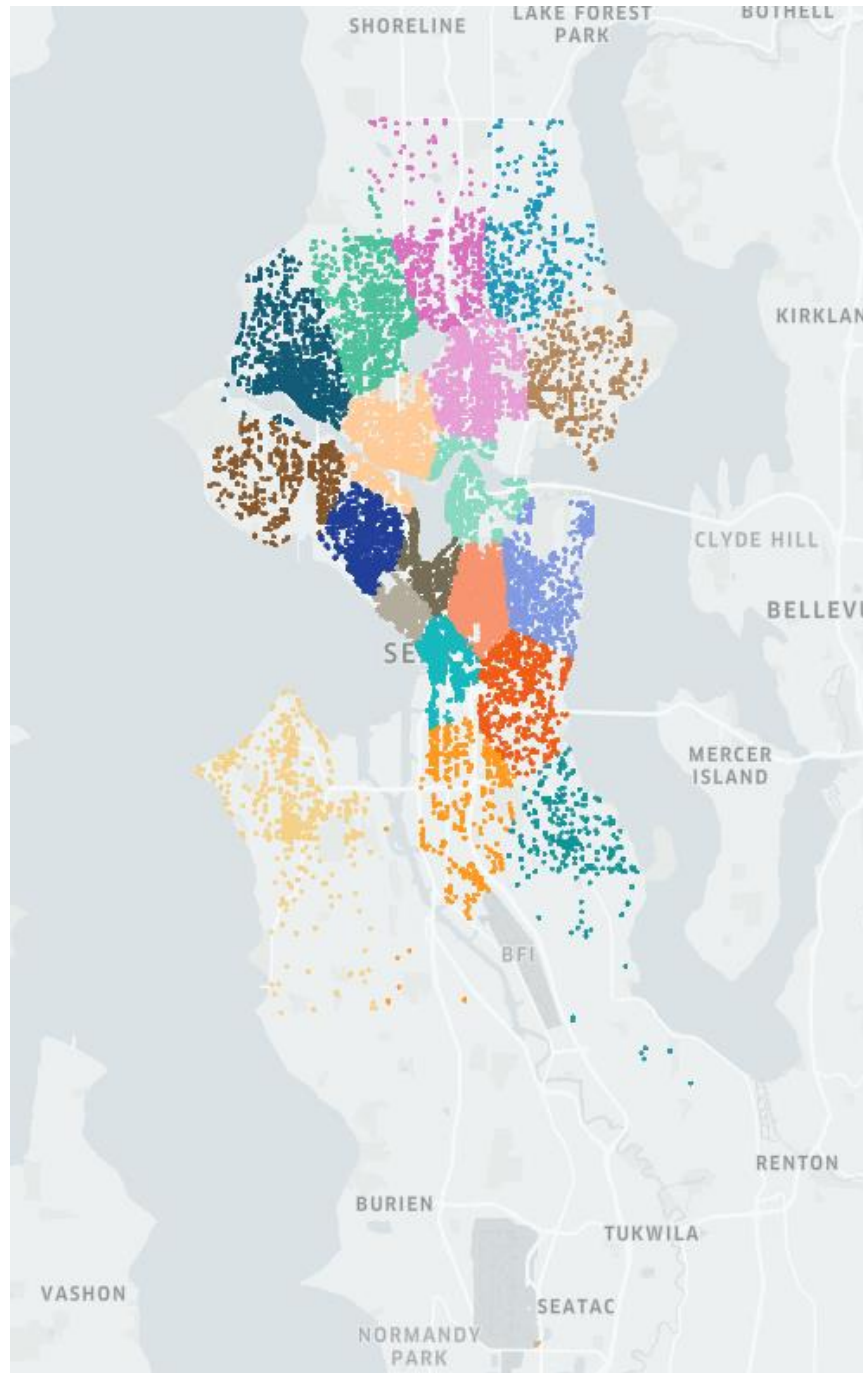 SHORELINE
LAKE FOREST
PARK
BOTHELL
KIRKLAN
CLYDE HILL
BELLEV
SE
MERCER
ISLAND
BFI
RENTON
BURIEN
TUKWILA
VASHON
SEATAC
NORMANDY
PARK